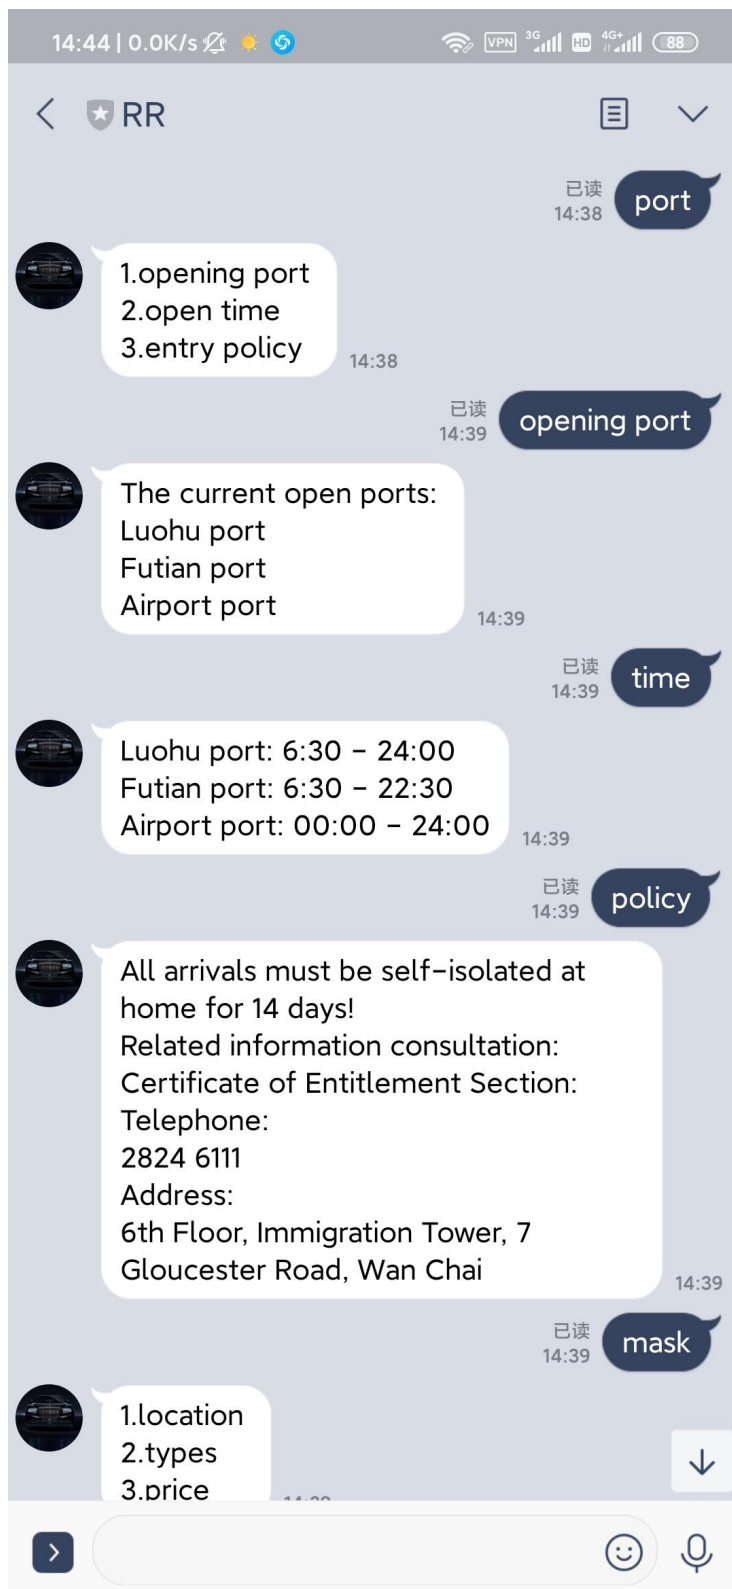 14:44 | 0.0K/s
VPN 3G HD 4G+ 88
RR
已读
14:38
port
1.opening port
2.open time
3.entry policy
14:38
已读
14:39
opening port
The current open ports:
Luohu port
Futian port
Airport port
14:39
已读
14:39
time
Luohu port: 6:30 - 24:00
Futian port: 6:30 - 22:30
Airport port: 00:00 - 24:00
14:39
已读
14:39
policy
All arrivals must be self-isolated at
home for 14 days!
Related information consultation:
Certificate of Entitlement Section:
Telephone:
2824 6111
Address:
6th Floor, Immigration Tower, 7
Gloucester Road, Wan Chai
14:39
已读
14:39
mask
1.location
2.types
3.price